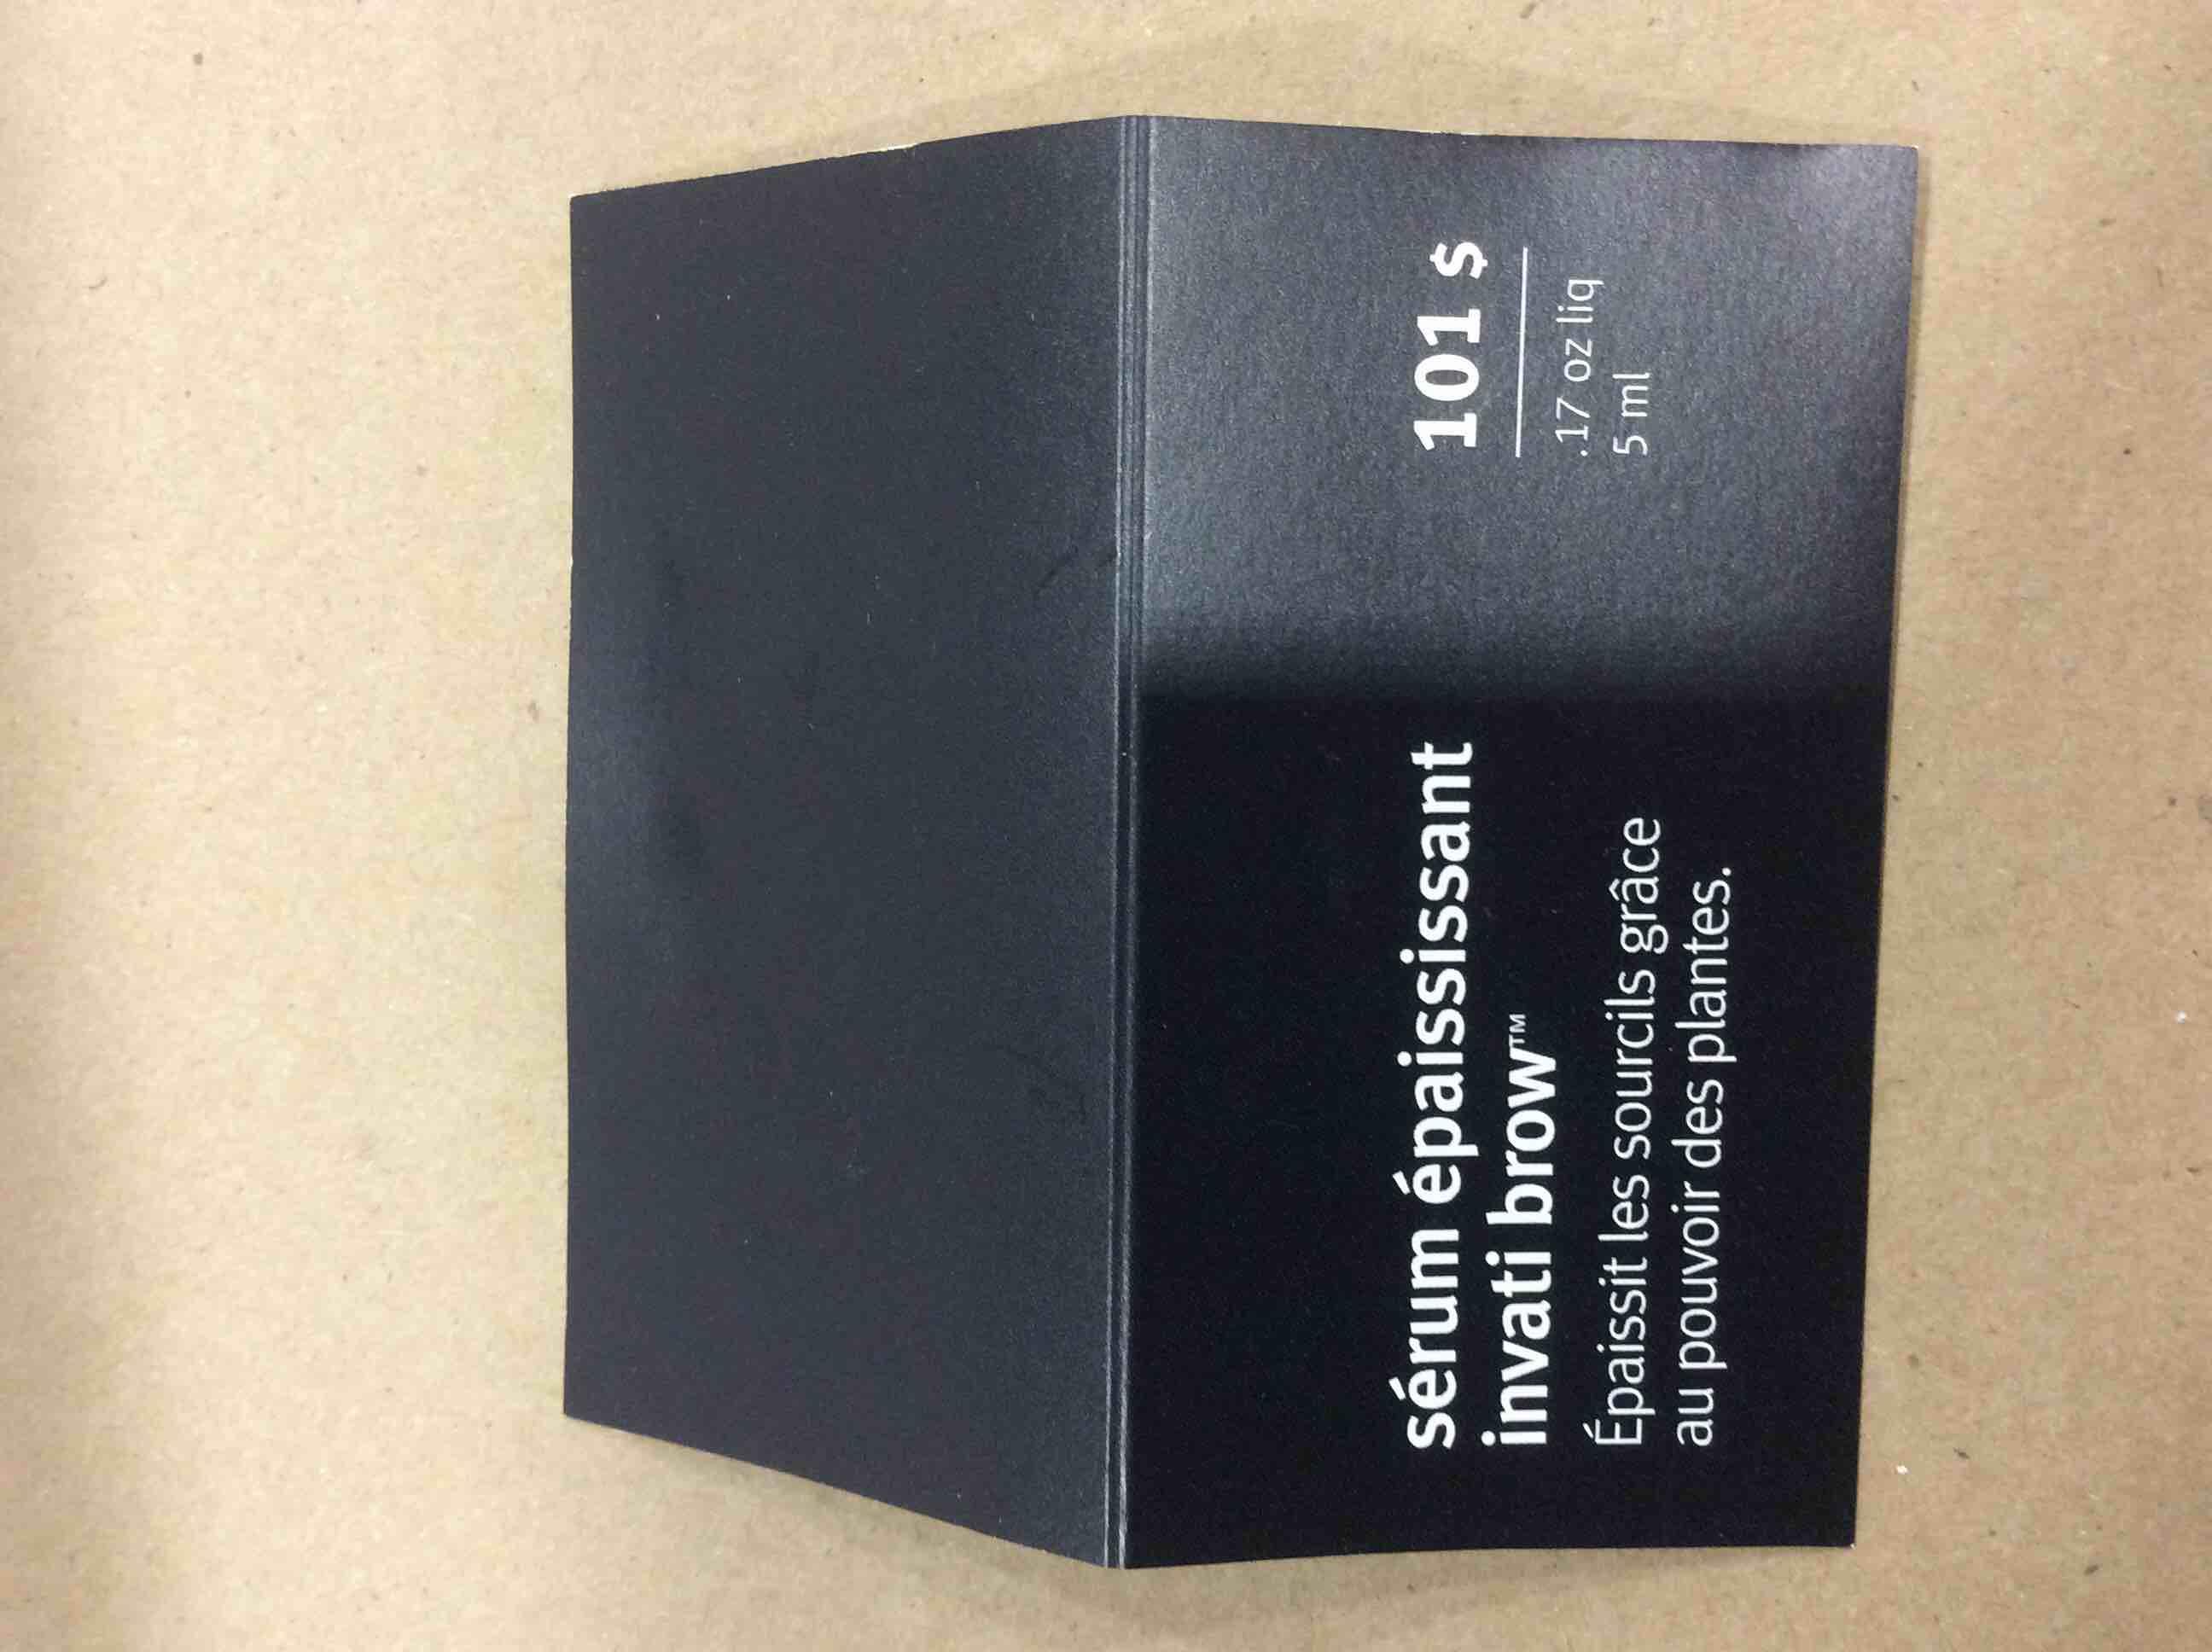 sérum épaississant
invati brow™
Épaissit les sourcils grâce
au pouvoir des plantes.
101 $
.17 oz liq
5 ml